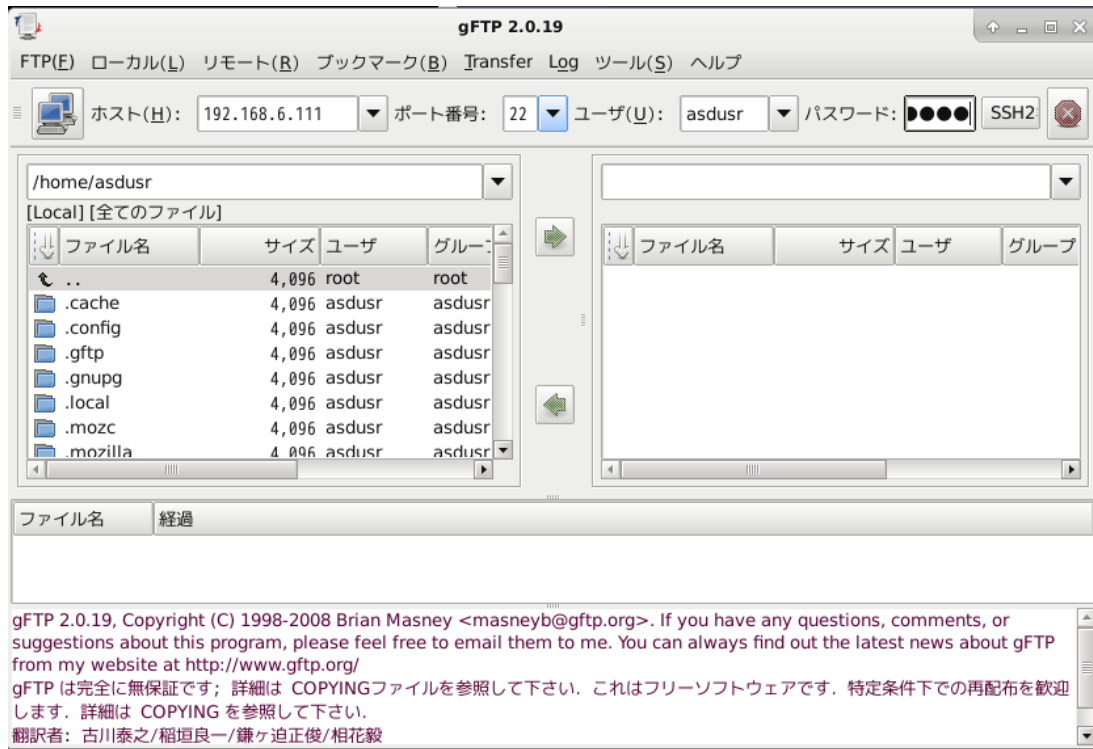 gFTP 2.0.19
FTP(F) ローカル(L) リモート(R) ブックマーク(B) Transfer Log ツール(S) ヘルプ
ホスト(H): 192.168.6.111 ポート番号: 22 ユーザ(U): asdusr パスワード: ●●●● SSH2
/home/asdusr
[Local] [全てのファイル]
ファイル名 サイズ ユーザ グルー ファイル名 サイズ ユーザ グループ
.. 4,096 root root
.cache 4,096 asdusr asdusr
.config 4,096 asdusr asdusr
.gftp 4,096 asdusr asdusr
.gnupg 4,096 asdusr asdusr
.local 4,096 asdusr asdusr
.mozc 4,096 asdusr asdusr
.mozilla 4,096 asdusr asdusr
ファイル名 経過
gFTP 2.0.19, Copyright (C) 1998-2008 Brian Masney <masneyb@gftp.org>. If you have any questions, comments, or
suggestions about this program, please feel free to email them to me. You can always find out the latest news about gFTP
from my website at http://www.gftp.org/
gFTP は完全に無保証です; 詳細は COPYINGファイルを参照して下さい. これはフリーソフトウェアです. 特定条件下での再配布を歓迎
します. 詳細は COPYING を参照して下さい.
翻訳者: 古川泰之/稲垣良一/鎌ヶ迫正俊/相花毅